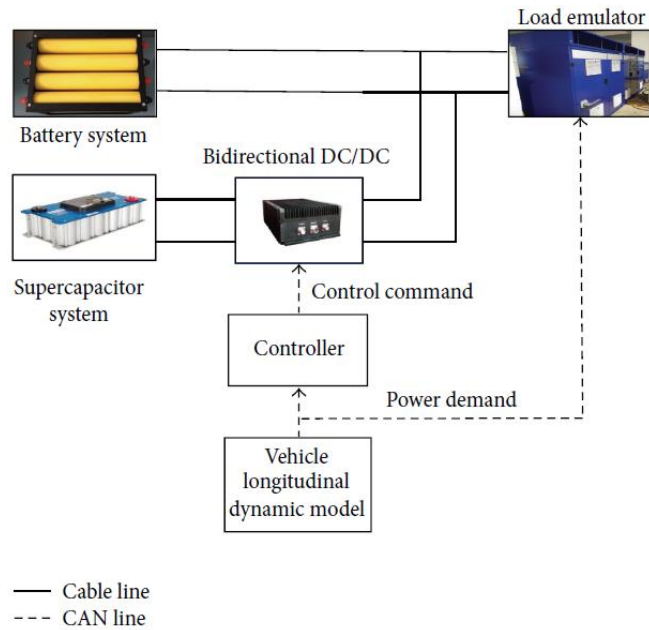 Load emulator
Battery system
Bidirectional DC/DC
Supercapacitor
system
Control command
Controller
Power demand
Vehicle
longitudinal
dynamic model
Cable line
CAN line